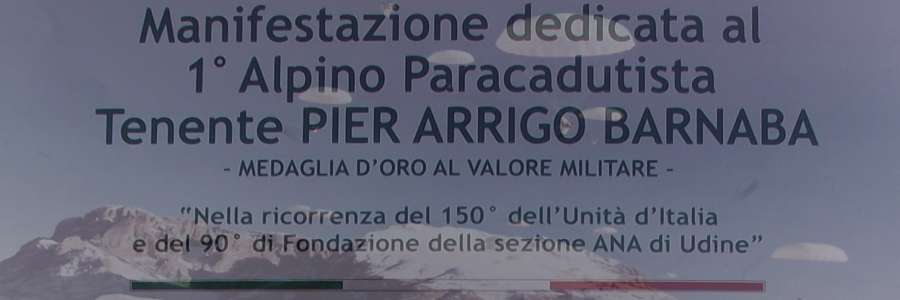 Manifestazione dedicata al
1° Alpino Paracadutista
Tenente PIER ARRIGO BARNABA
- MEDAGLIA D'ORO AL VALORE MILITARE -
"Nella ricorrenza del 150° dell'Unità d'Italia
e del 90° di Fondazione della sezione ANA di Udine"